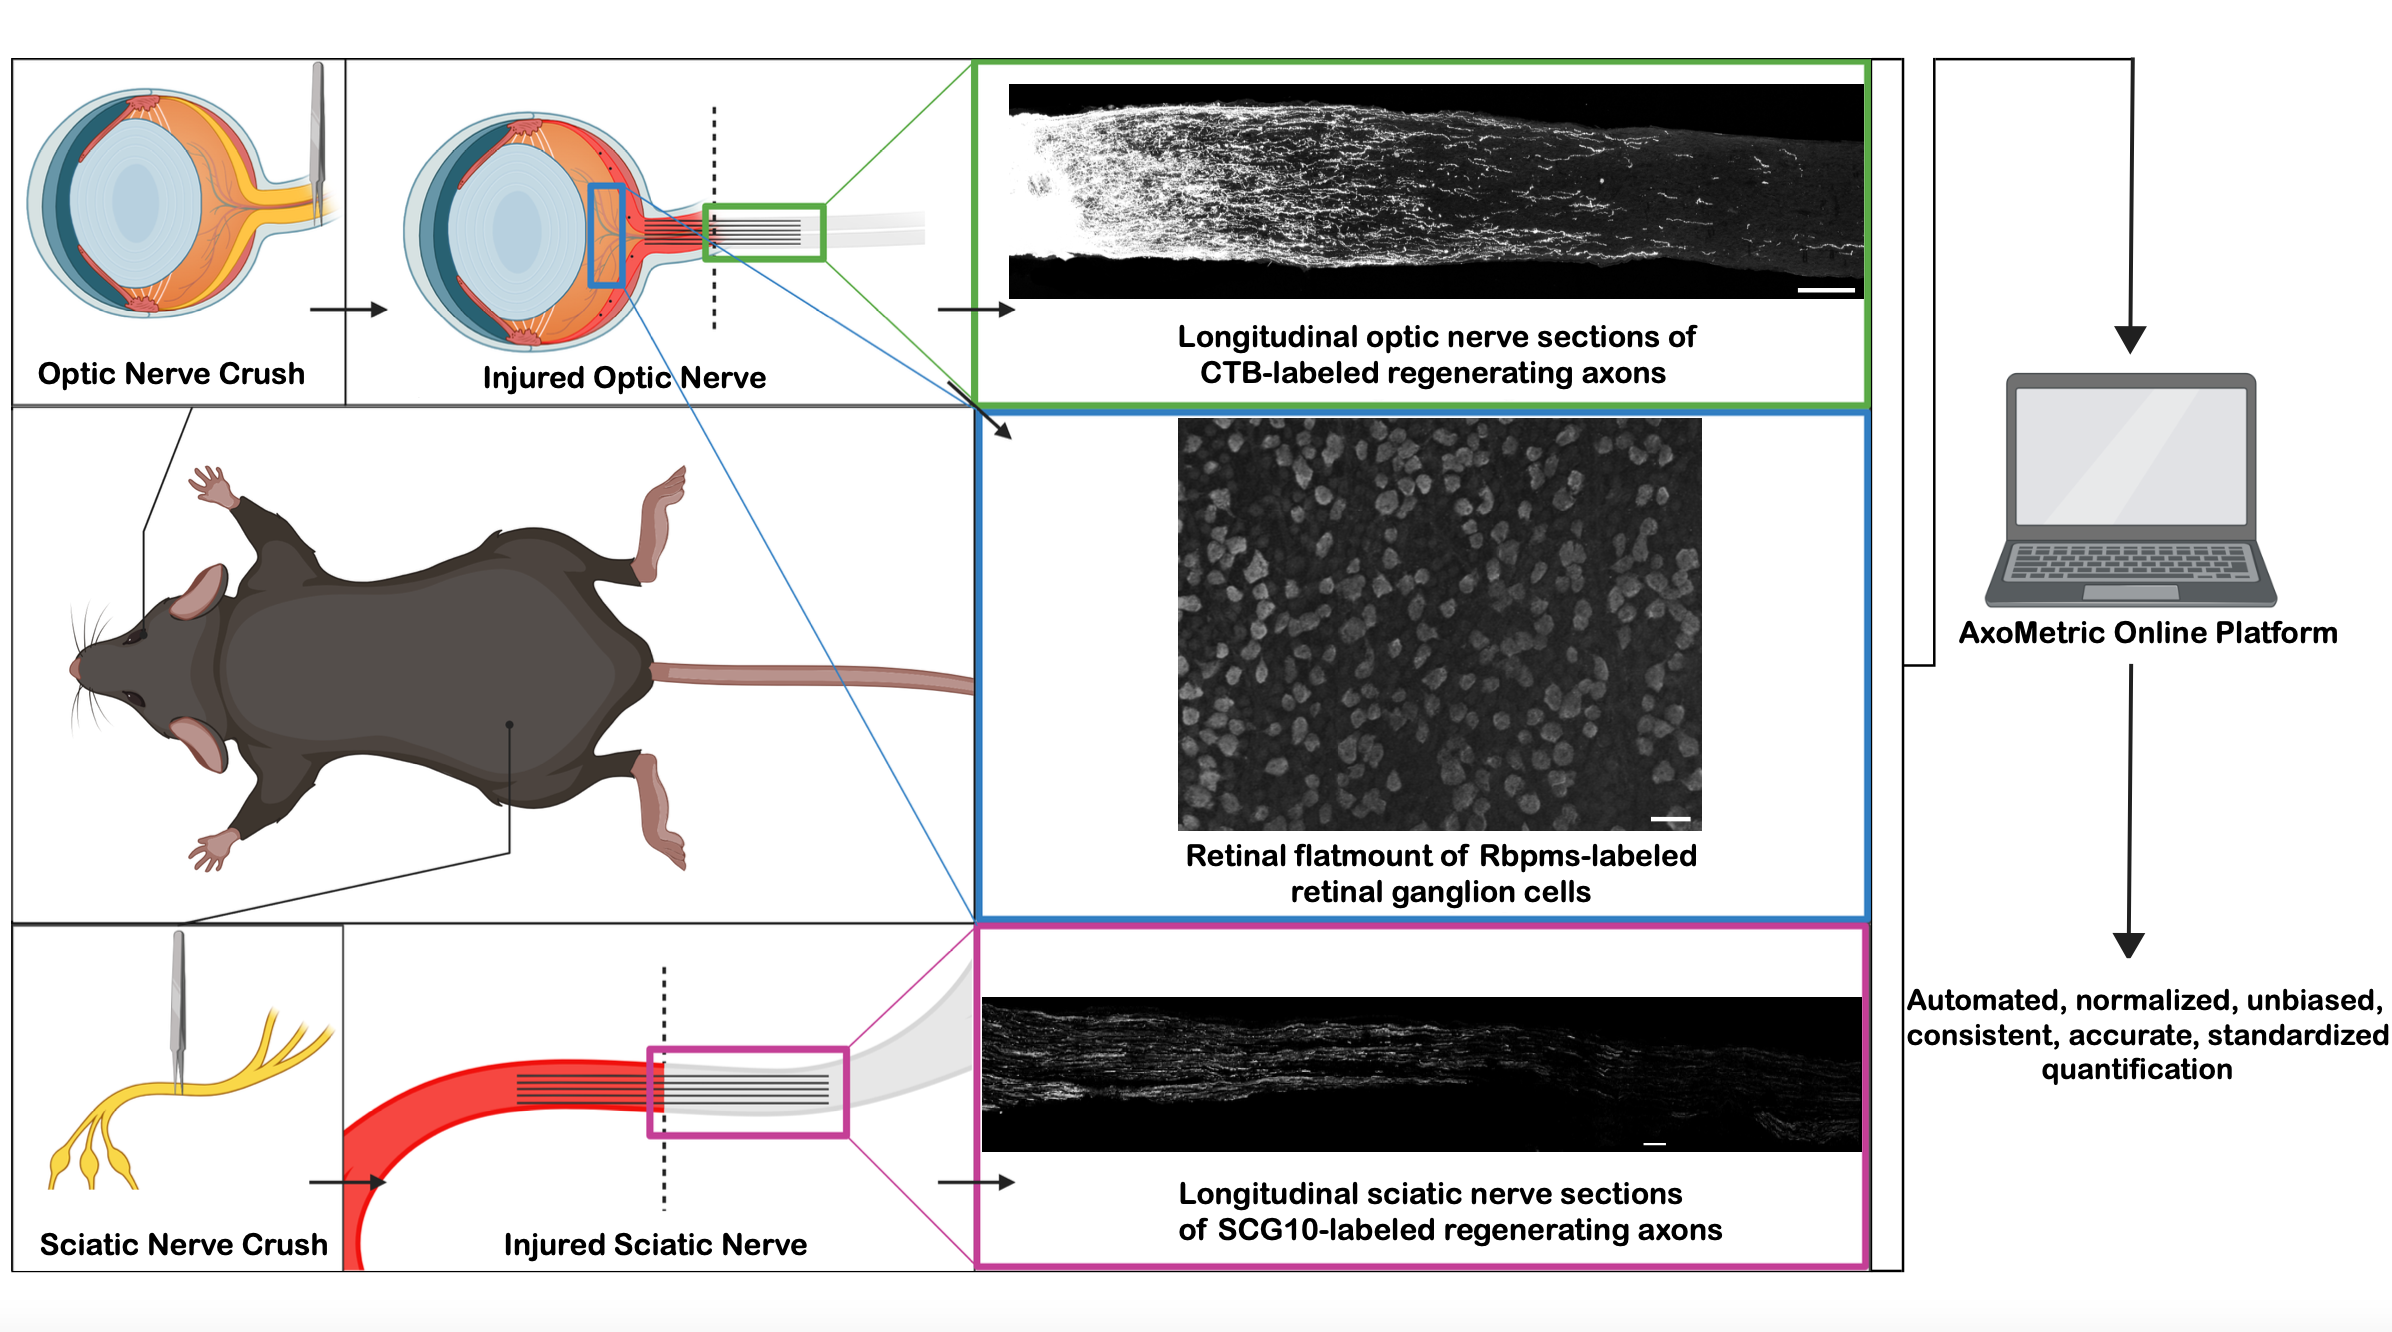 Optic Nerve Crush
Injured Optic Nerve
Longitudinal optic nerve sections of
CTB-labeled regenerating axons
Retinal flatmount of Rbpms-labeled
retinal ganglion cells
Sciatic Nerve Crush
Injured Sciatic Nerve
Longitudinal sciatic nerve sections
of SCG10-labeled regenerating axons
AxoMetric Online Platform
Automated, normalized, unbiased,
consistent, accurate, standardized
quantification